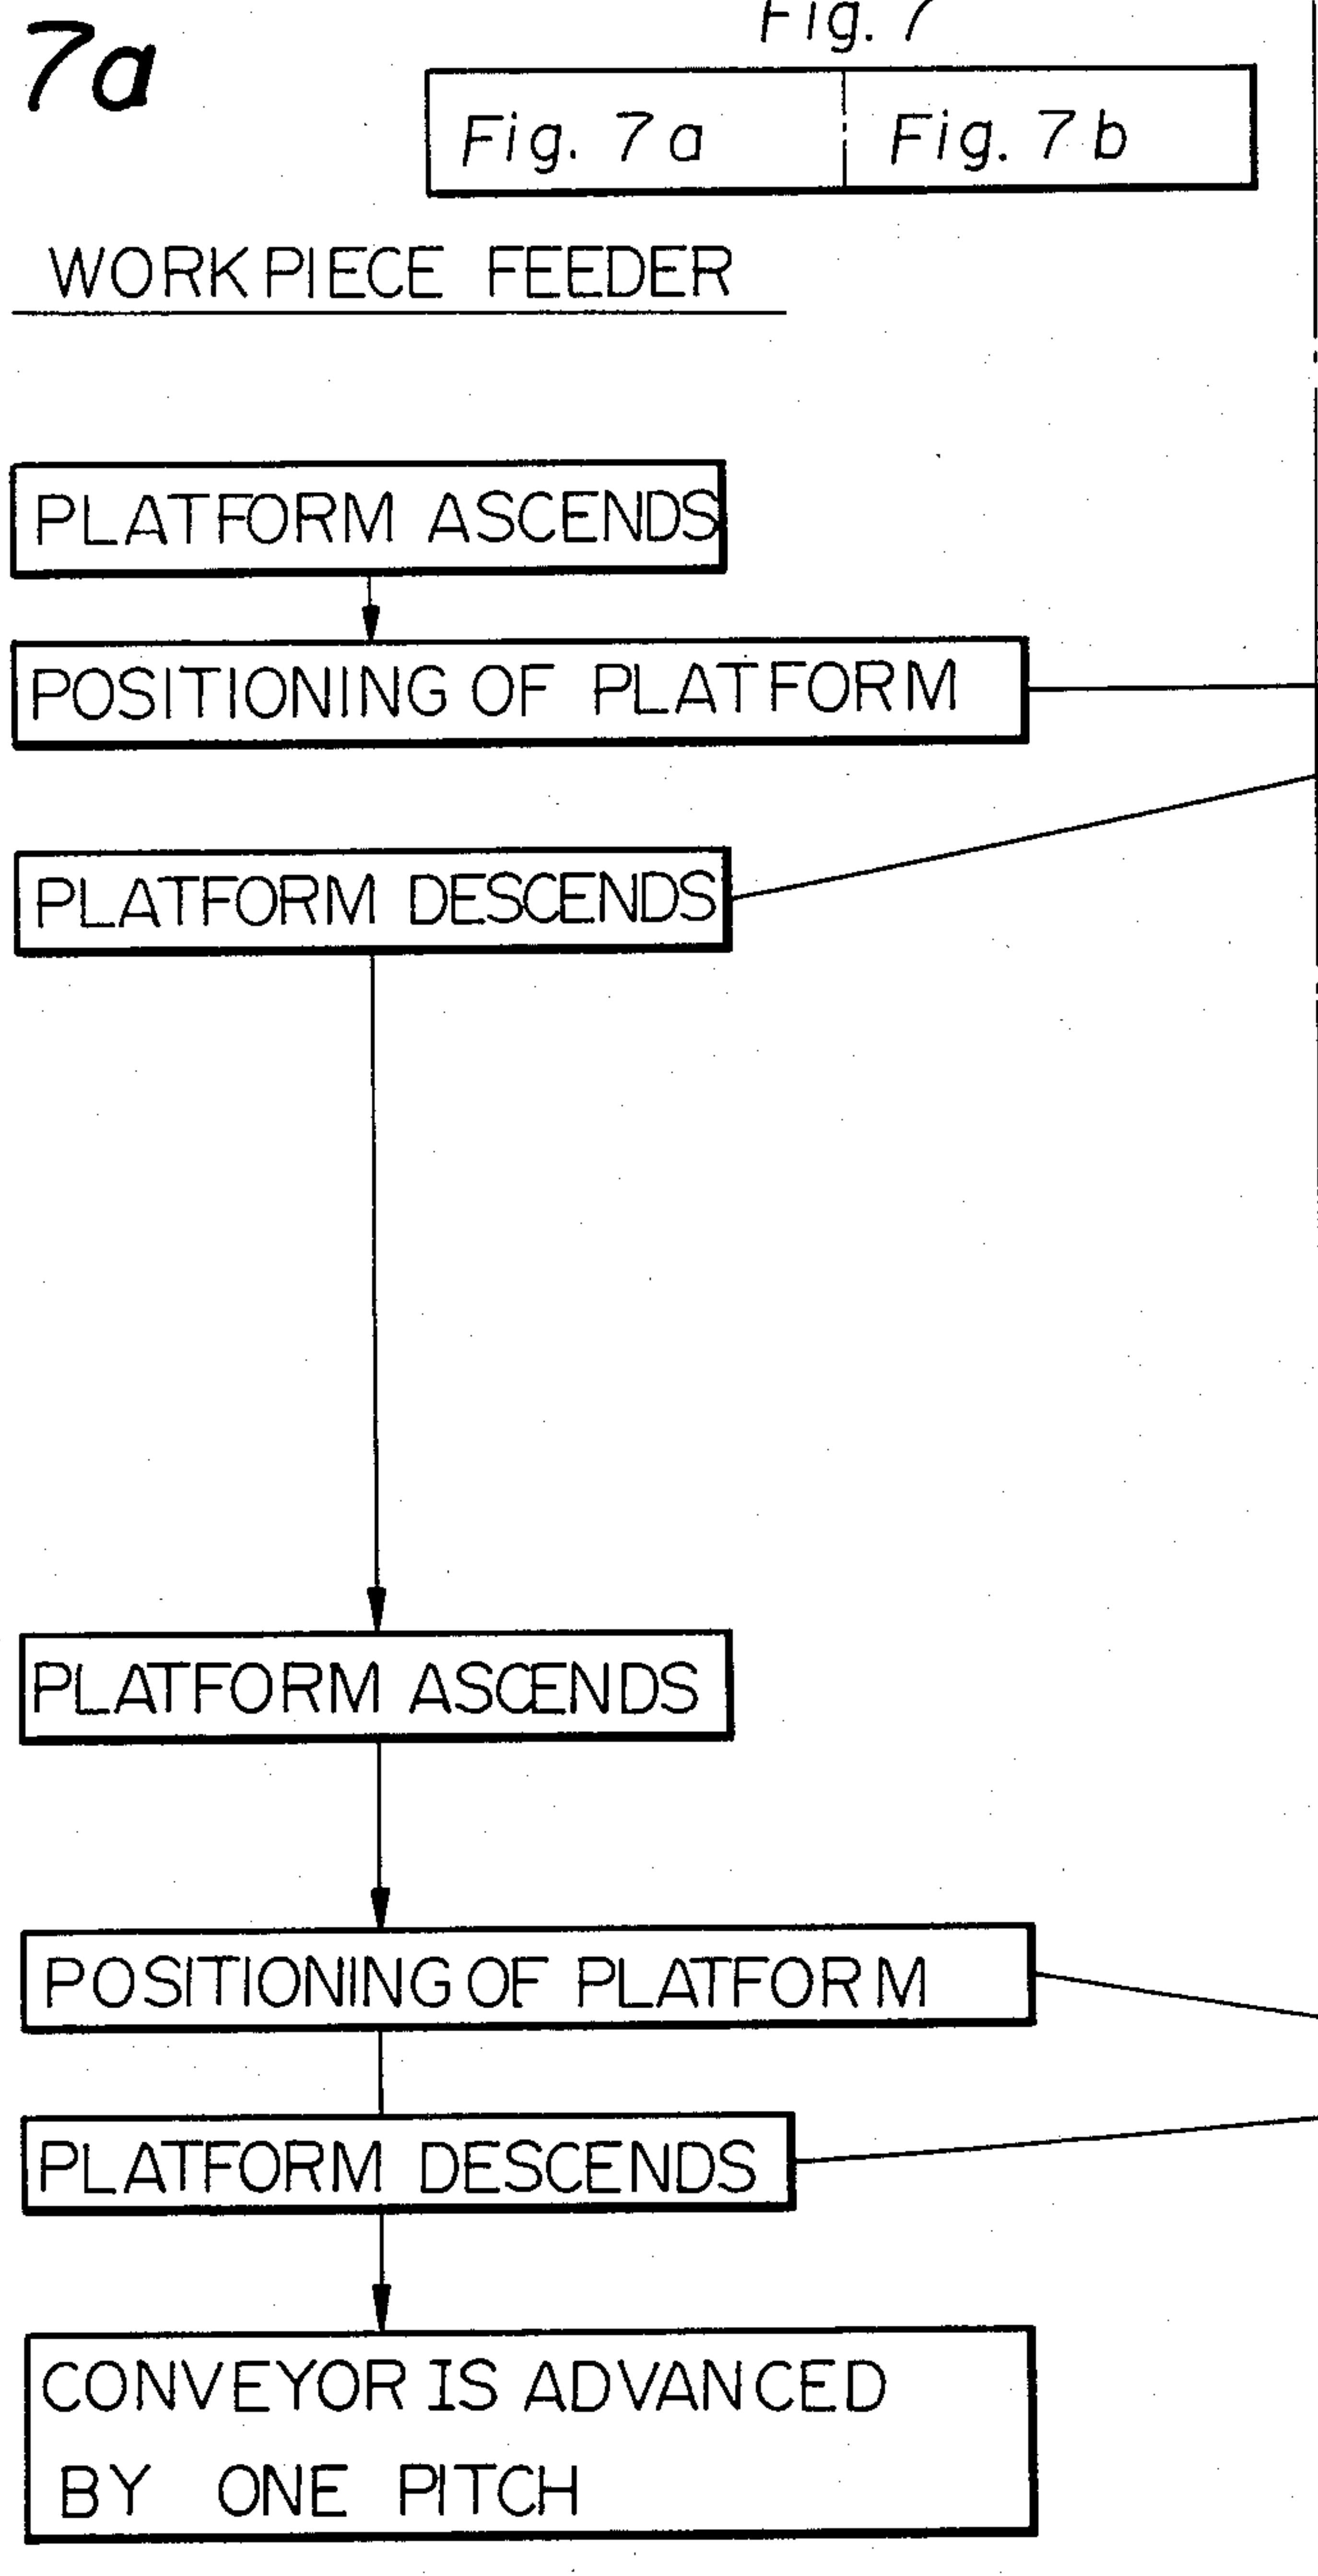 7a
Fig. 7
Fig. 7a
Fig. 7b
WORKPIECE FEEDER
PLATFORM ASCENDS
POSITIONING OF PLATFORM
PLATFORM DESCENDS
PLATFORM ASCENDS
POSITIONING OF PLATFORM
PLATFORM DESCENDS
CONVEYOR IS ADVANCED
BY ONE PITCH